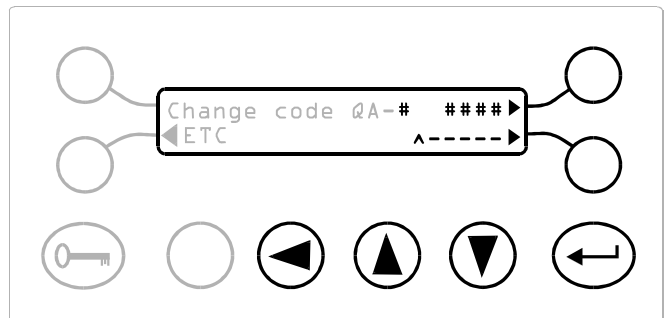 Change code QA-# ####
ETC ^-----